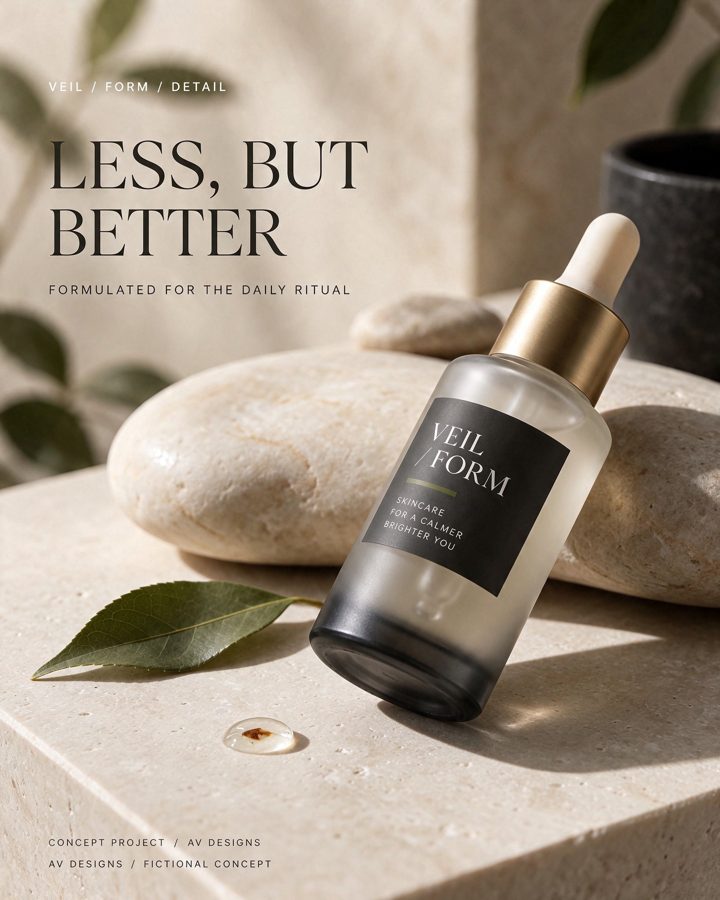 VEIL / FORM / DETAIL
LESS, BUT
BETTER
FORMULATED FOR THE DAILY RITUAL
VEIL
/FORM
SKINCARE
FOR A CALMER
BRIGHTER YOU
CONCEPT PROJECT / AV DESIGNS
AV DESIGNS / FICTIONAL CONCEPT